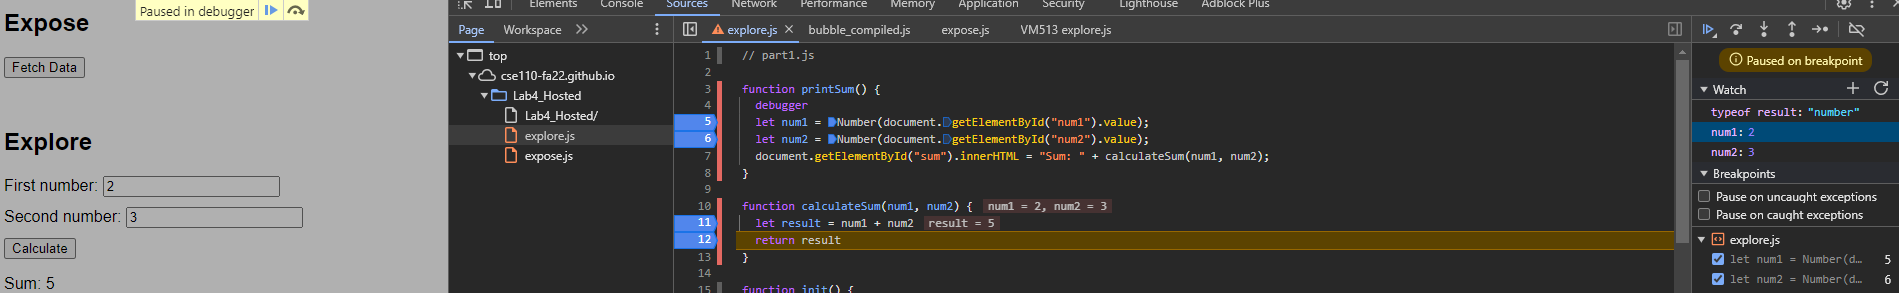 Paused in debugger
Expose
Fetch Data
Explore
First number: 2
Second number: 3
Calculate
Sum: 5
Elements Console Sources Network Performance Memory Application Security Lighthouse Adblock Plus
Page Workspace
top
cse110-fa22.github.io
Lab4_Hosted
Lab4_Hosted/
explore.js
expose.js
explore.js bubble_compiled.js expose.js VM513 explore.js
1 // part1.js
2
3 function printSum() {
4 debugger
5 let num1 = Number(document.getElementById("num1").value);
6 let num2 = Number(document.getElementById("num2").value);
7 document.getElementById("sum").innerHTML = "Sum: " + calculateSum(num1, num2);
8 }
9
10 function calculateSum(num1, num2) { num1 = 2, num2 = 3
11 let result = num1 + num2 result = 5
12 return result
13 }
14
15 function init() {
Paused on breakpoint
Watch
typeof result: "number"
num1: 2
num2: 3
Breakpoints
Pause on uncaught exceptions
Pause on caught exceptions
explore.js
let num1 = Number(d… 5
let num2 = Number(d… 6